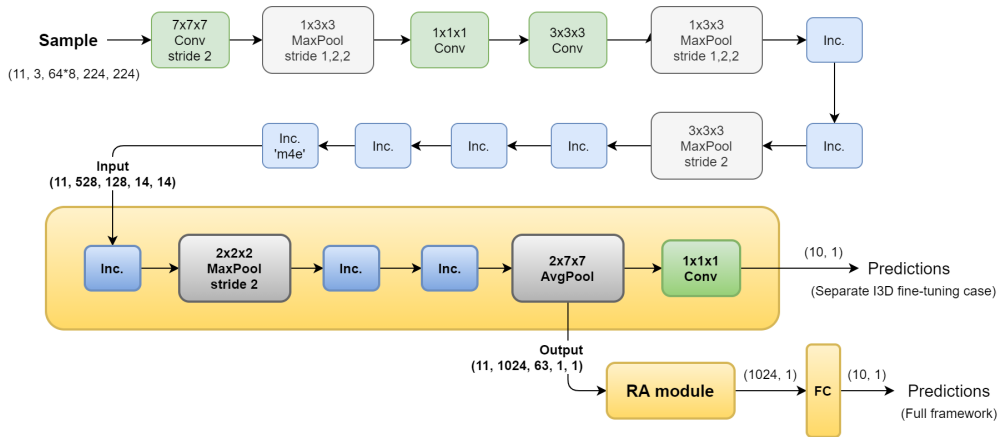 Sample
(11, 3, 64*8, 224, 224)
7x7x7
Conv
stride 2
1x3x3
MaxPool
stride 1,2,2
1x1x1
Conv
3x3x3
Conv
1x3x3
MaxPool
stride 1,2,2
Inc.
Inc.
3x3x3
MaxPool
stride 2
Inc.
Inc.
Inc.
Inc.
'm4e'
Input
(11, 528, 128, 14, 14)
Inc.
2x2x2
MaxPool
stride 2
Inc.
Inc.
2x7x7
AvgPool
1x1x1
Conv
(10, 1)
Predictions
(Separate I3D fine-tuning case)
Output
(11, 1024, 63, 1, 1)
RA module
(1024, 1)
FC
(10, 1)
Predictions
(Full framework)